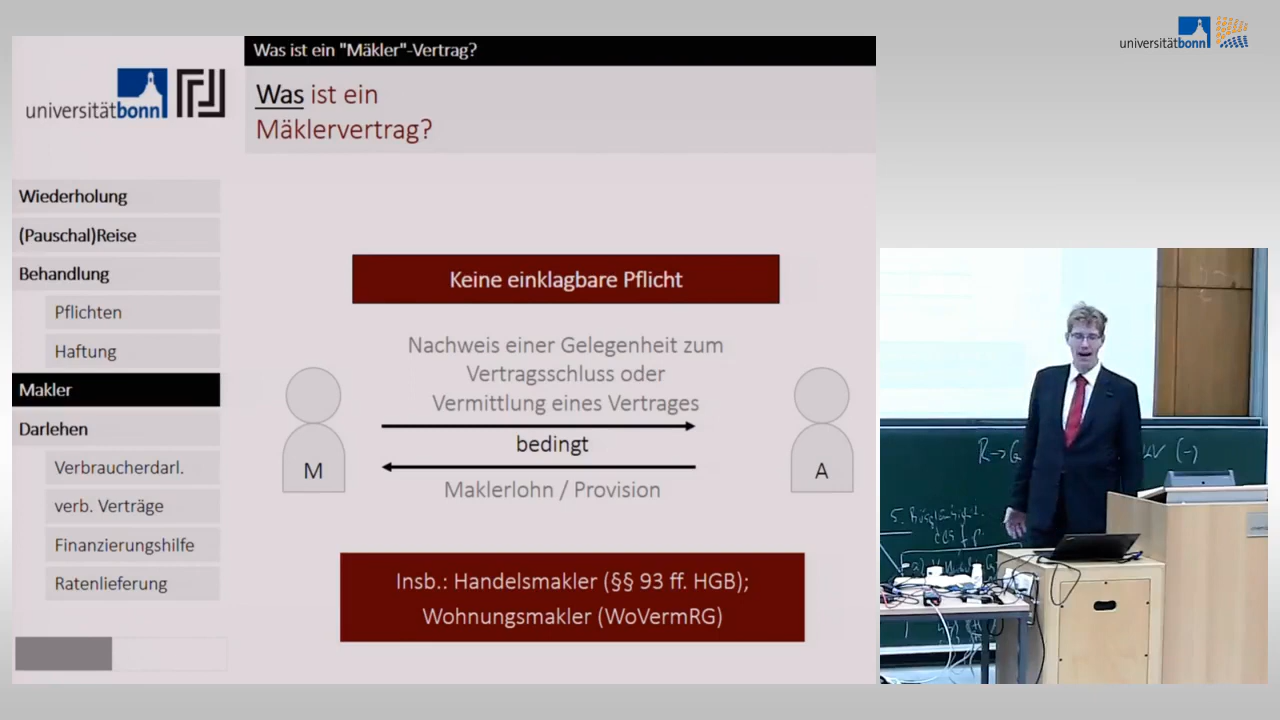 universitätbonn
Was ist ein "Mäkler"-Vertrag?
universitätbonn
Was ist ein
Mäklervertrag?
Wiederholung
(Pauschal)Reise
Behandlung
Pflichten
Haftung
Makler
Darlehen
Verbraucherdarl.
verb. Verträge
Finanzierungshilfe
Ratenlieferung
Keine einklagbare Pflicht
Nachweis einer Gelegenheit zum
Vertragsschluss oder
Vermittlung eines Vertrages
bedingt
M
A
Maklerlohn / Provision
Insb.: Handelsmakler (§§ 93 ff. HGB);
Wohnungsmakler (WoVermRG)
R→G
(-)
5.